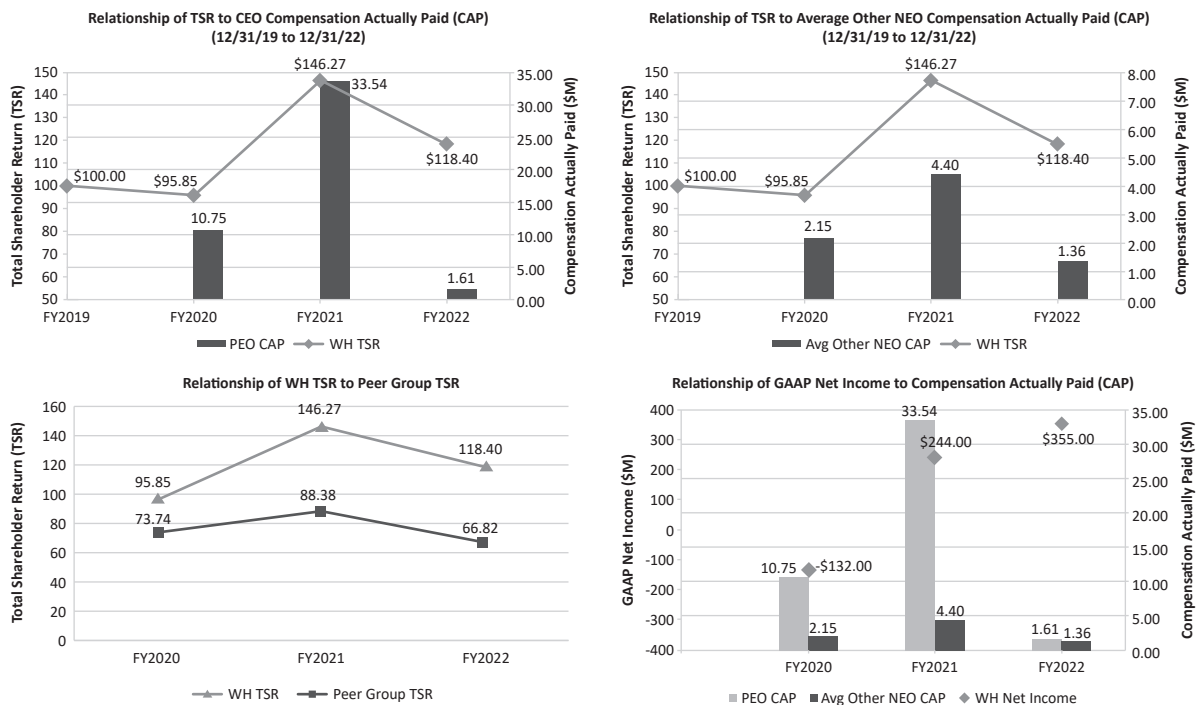 Relationship of TSR to CEO Compensation Actually Paid (CAP)
(12/31/19 to 12/31/22)
Total Shareholder Return (TSR)
150
140
130
120
110
100
90
80
70
60
50
$100.00
$95.85
$146.27
$118.40
10.75
33.54
1.61
35.00
30.00
25.00
20.00
15.00
10.00
5.00
0.00
Compensation Actually Paid ($M)
FY2019
FY2020
FY2021
FY2022
PEO CAP
WH TSR
Relationship of TSR to Average Other NEO Compensation Actually Paid (CAP)
(12/31/19 to 12/31/22)
Total Shareholder Return (TSR)
150
140
130
120
110
100
90
80
70
60
50
$100.00
$95.85
$146.27
$118.40
2.15
4.40
1.36
8.00
7.00
6.00
5.00
4.00
3.00
2.00
1.00
0.00
Compensation Actually Paid ($M)
FY2019
FY2020
FY2021
FY2022
Avg Other NEO CAP
WH TSR
Relationship of WH TSR to Peer Group TSR
Total Shareholder Return (TSR)
160
140
120
100
80
60
40
20
0
95.85
146.27
118.40
73.74
88.38
66.82
FY2020
FY2021
FY2022
WH TSR
Peer Group TSR
Relationship of GAAP Net Income to Compensation Actually Paid (CAP)
GAAP Net Income ($M)
400
300
200
100
0
-100
-200
-300
-400
10.75
2.15
-$132.00
33.54
4.40
$244.00
1.61
1.36
$355.00
35.00
30.00
25.00
20.00
15.00
10.00
5.00
0.00
Compensation Actually Paid ($M)
FY2020
FY2021
FY2022
PEO CAP
Avg Other NEO CAP
WH Net Income